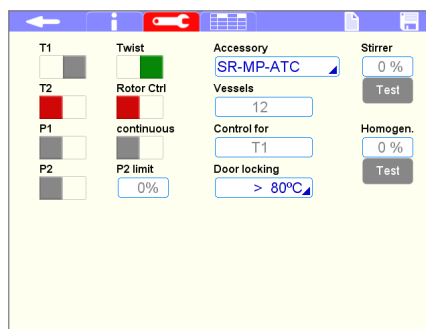 i
T1
Twist
Accessory
Stirrer
SR-MP-ATC
0 %
T2
Rotor Ctrl
Vessels
Test
12
P1
continuous
Control for
Homogen.
T1
0 %
P2
P2 limit
Door locking
Test
0%
> 80ºC